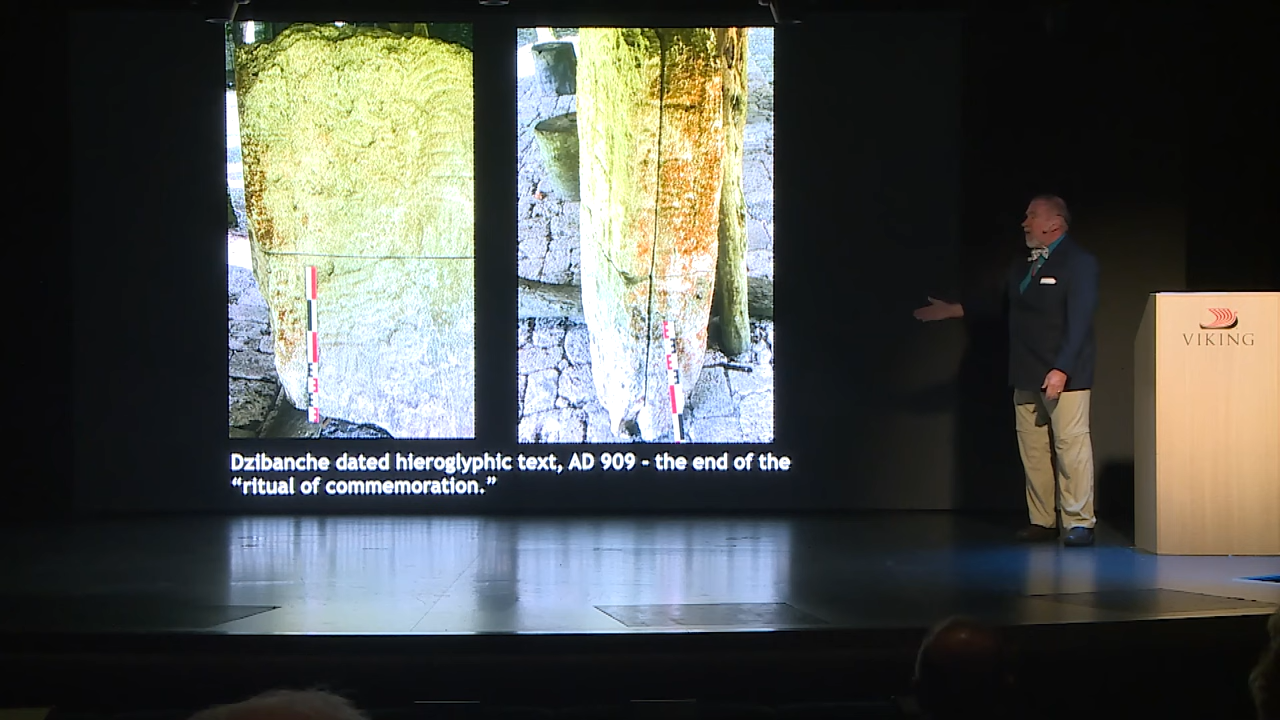 Dzibanche dated hieroglyphic text, AD 909 - the end of the
“ritual of commemoration.”
VIKING